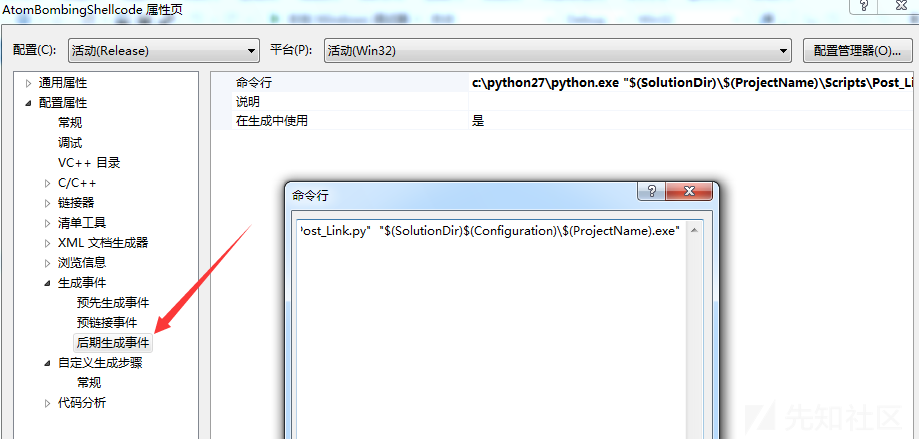 AtomBombingShellcode 属性页
配置(C): 活动(Release) 平台(P): 活动(Win32) 配置管理器(O)...
通用属性
配置属性
常规
调试
VC++ 目录
C/C++
链接器
清单工具
XML 文档生成器
浏览信息
生成事件
预先生成事件
预链接事件
后期生成事件
自定义生成步骤
常规
代码分析
命令行 c:\python27\python.exe "$(SolutionDir)\$(ProjectName)\Scripts\Post_Li
说明
在生成中使用 是
命令行
Post_Link.py" "$(SolutionDir)$(Configuration)\$(ProjectName).exe"
先知社区